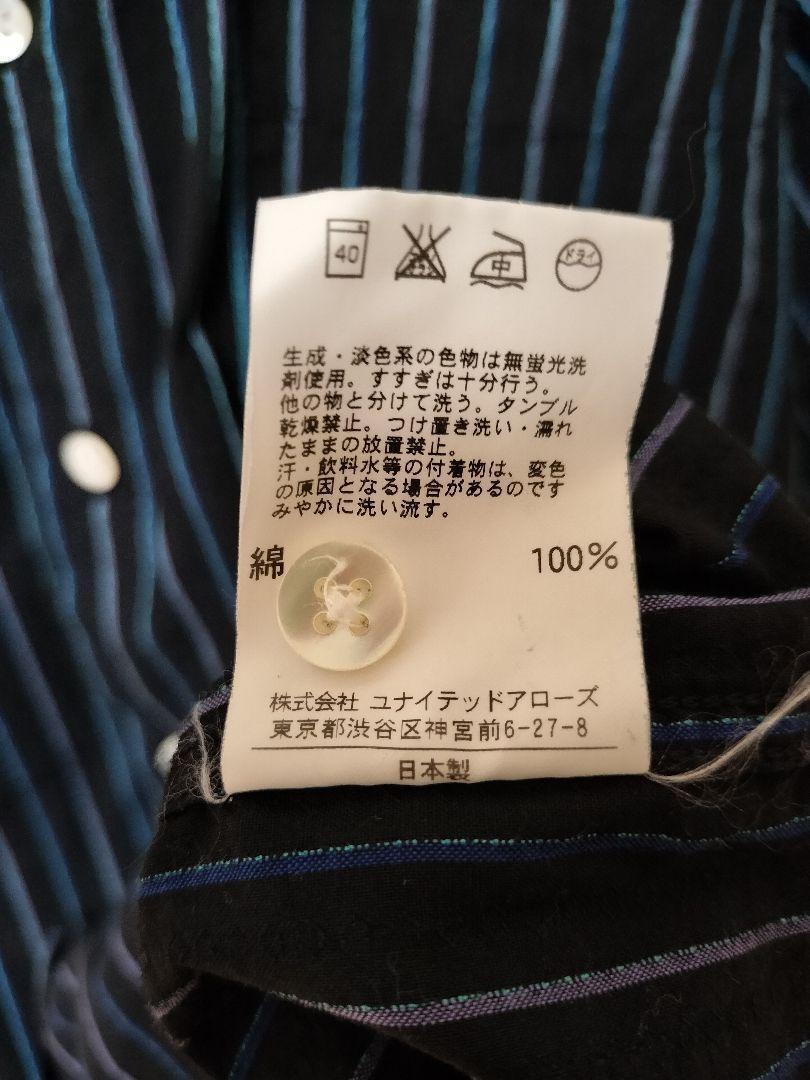 40
中
ドライ
生成・淡色系の色物は無蛍光洗
剤使用。すすぎは十分行う。
他の物と分けて洗う。タンブル
乾燥禁止。つけ置き洗い・濡れ
たままの放置禁止。
汗・飲料水等の付着物は、変色
の原因となる場合があるのです
みやかに洗い流す。
綿 100%
株式会社 ユナイテッドアローズ
東京都渋谷区神宮前6-27-8
日本製